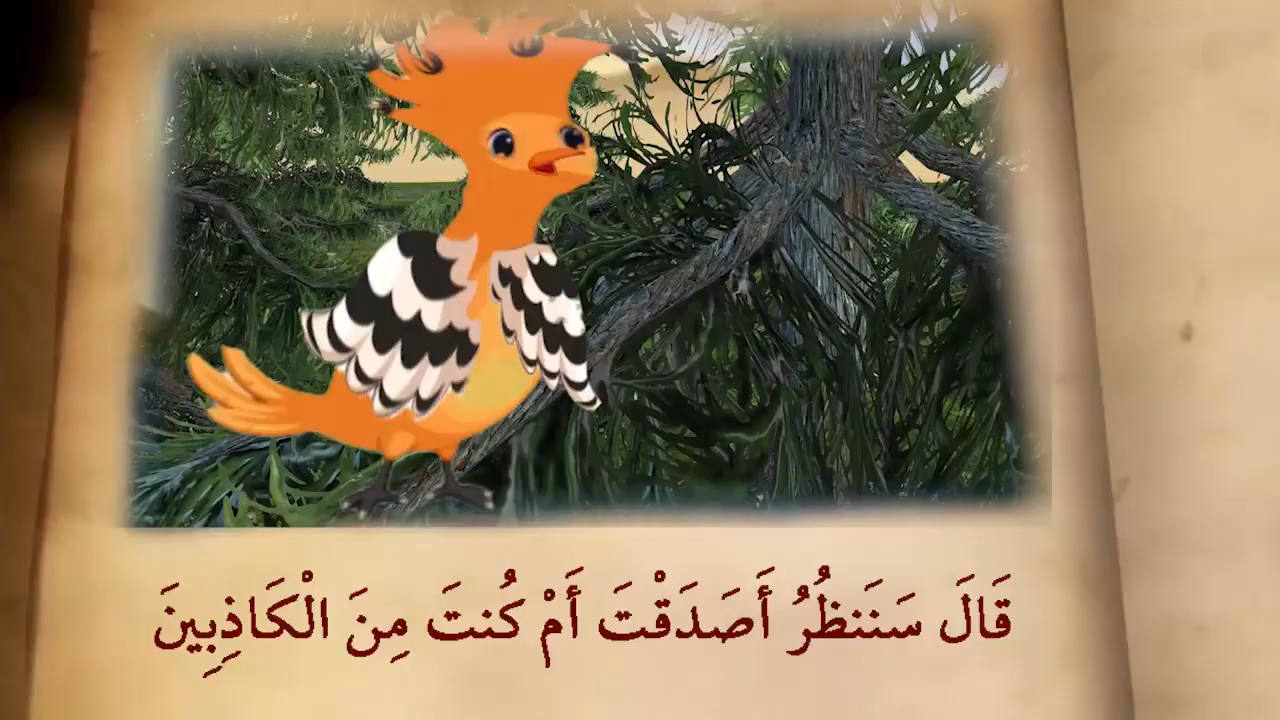 قَالَ سَنَنظُرُ أَصَدَقْتَ أَمْ كُنتَ مِنَ الْكَاذِبِينَ